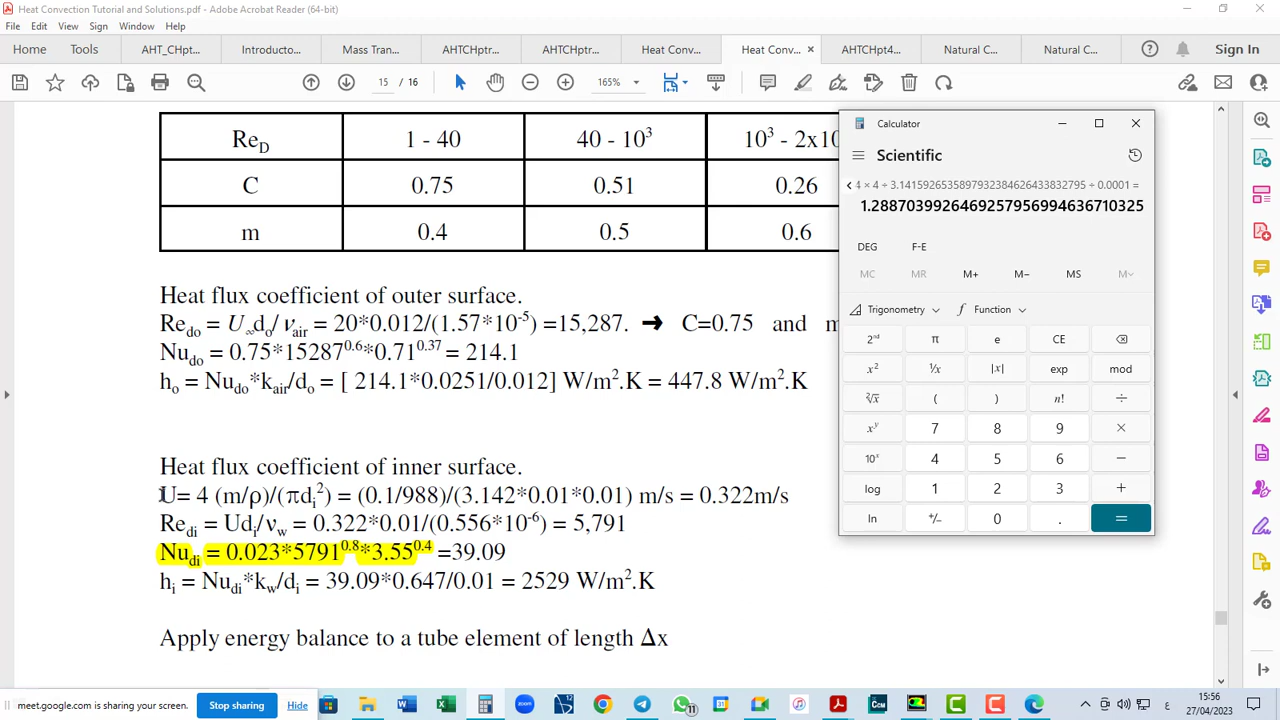 Heat Convection Tutorial and Solutions.pdf - Adobe Acrobat Reader (64-bit)
File Edit View Sign Window Help
Home Tools AHT_CHpt... Introducto... Mass Tran... AHTCHptr... AHTCHptr... Heat Conv... Heat Conv... × AHTCHpt4... Natural C... Natural C... Sign In
15 / 16 165%
Re_D 1 - 40 40 - 10³ 10³ - 2x10
C 0.75 0.51 0.26
m 0.4 0.5 0.6
Heat flux coefficient of outer surface.
Re_do = U_∞d_o/ν_air = 20*0.012/(1.57*10⁻⁵) =15,287. ➜ C=0.75 and m
Nu_do = 0.75*15287^0.6*0.71^0.37 = 214.1
h_o = Nu_do*k_air/d_o = [ 214.1*0.0251/0.012] W/m².K = 447.8 W/m².K
Heat flux coefficient of inner surface.
U= 4 (m/ρ)/(πd_i²) = (0.1/988)/(3.142*0.01*0.01) m/s = 0.322m/s
Re_di = Ud_i/ν_w = 0.322*0.01/(0.556*10⁻⁶) = 5,791
Nu_di = 0.023*5791^0.8*3.55^0.4 =39.09
h_i = Nu_di*k_w/d_i = 39.09*0.647/0.01 = 2529 W/m².K
Apply energy balance to a tube element of length Δx
Calculator
Scientific
4 × 4 ÷ 3.1415926535897932384626433832795 ÷ 0.0001 =
1.2887039926469257956994636710325
DEG F-E
MC MR M+ M− MS M˅
Trigonometry f Function
2ⁿᵈ π e CE ⌫
x² ¹/x |x| exp mod
²√x ( ) n! ÷
xʸ 7 8 9 ×
10ˣ 4 5 6 −
log 1 2 3 +
ln +/− 0 . =
meet.google.com is sharing your screen. Stop sharing Hide
zoom 11 ع 15:56
27/04/2023